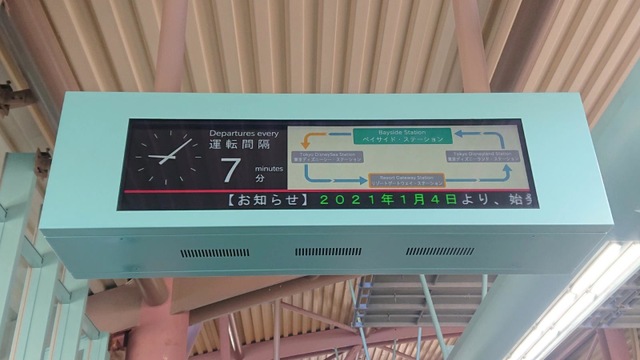 Departures every
運転間隔
7 minutes
分
Bayside Station
ベイサイド・ステーション
Tokyo DisneySea Station
東京ディズニーシー・ステーション
Tokyo Disneyland Station
東京ディズニーランド・ステーション
Resort Gateway Station
リゾートゲートウェイ・ステーション
【お知らせ】2021年1月4日より、始発